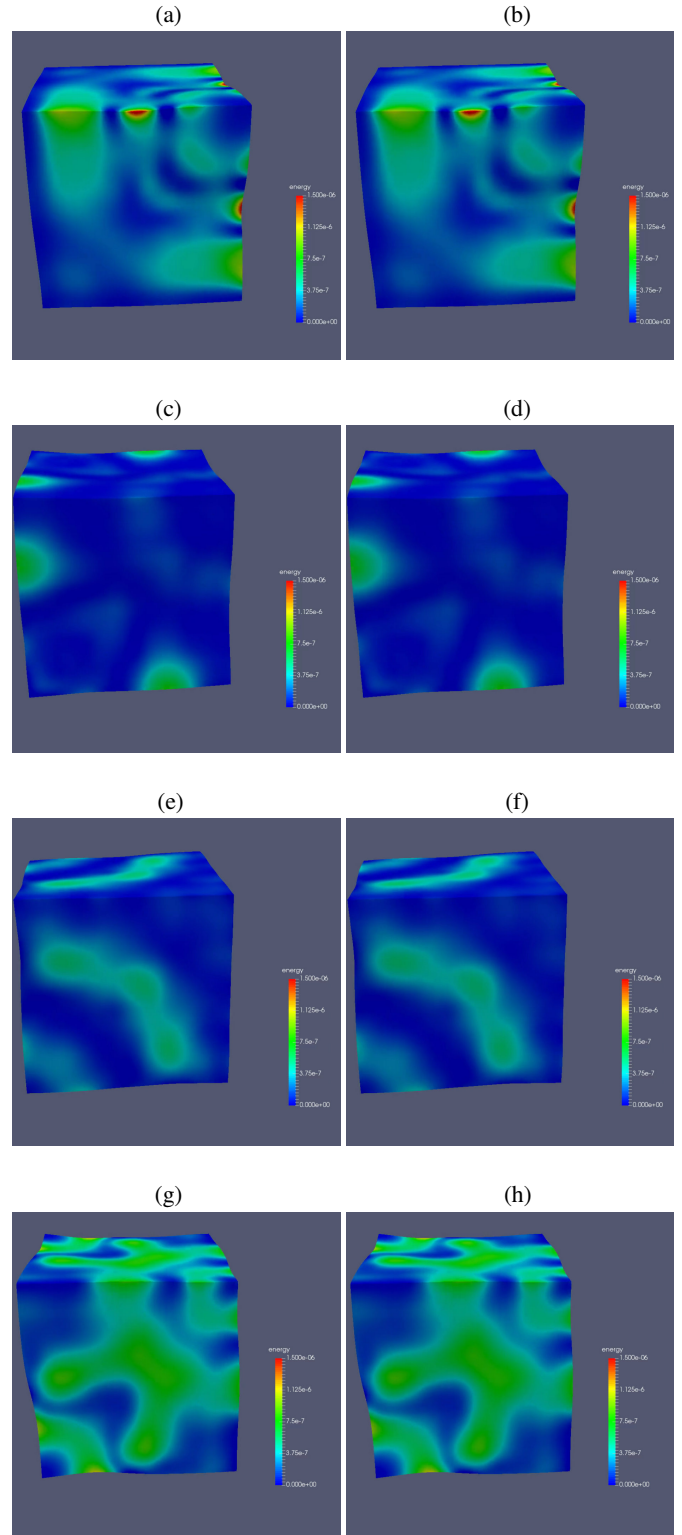 (a) (b)
energy energy
1.500e-06 1.500e-06
1.125e-6 1.125e-6
7.5e-7 7.5e-7
3.75e-7 3.75e-7
0.000e+00 0.000e+00
(c) (d)
energy energy
1.500e-06 1.500e-06
1.125e-6 1.125e-6
7.5e-7 7.5e-7
3.75e-7 3.75e-7
0.000e+00 0.000e+00
(e) (f)
energy energy
1.500e-06 1.500e-06
1.125e-6 1.125e-6
7.5e-7 7.5e-7
3.75e-7 3.75e-7
0.000e+00 0.000e+00
(g) (h)
energy energy
1.500e-06 1.500e-06
1.125e-6 1.125e-6
7.5e-7 7.5e-7
3.75e-7 3.75e-7
0.000e+00 0.000e+00